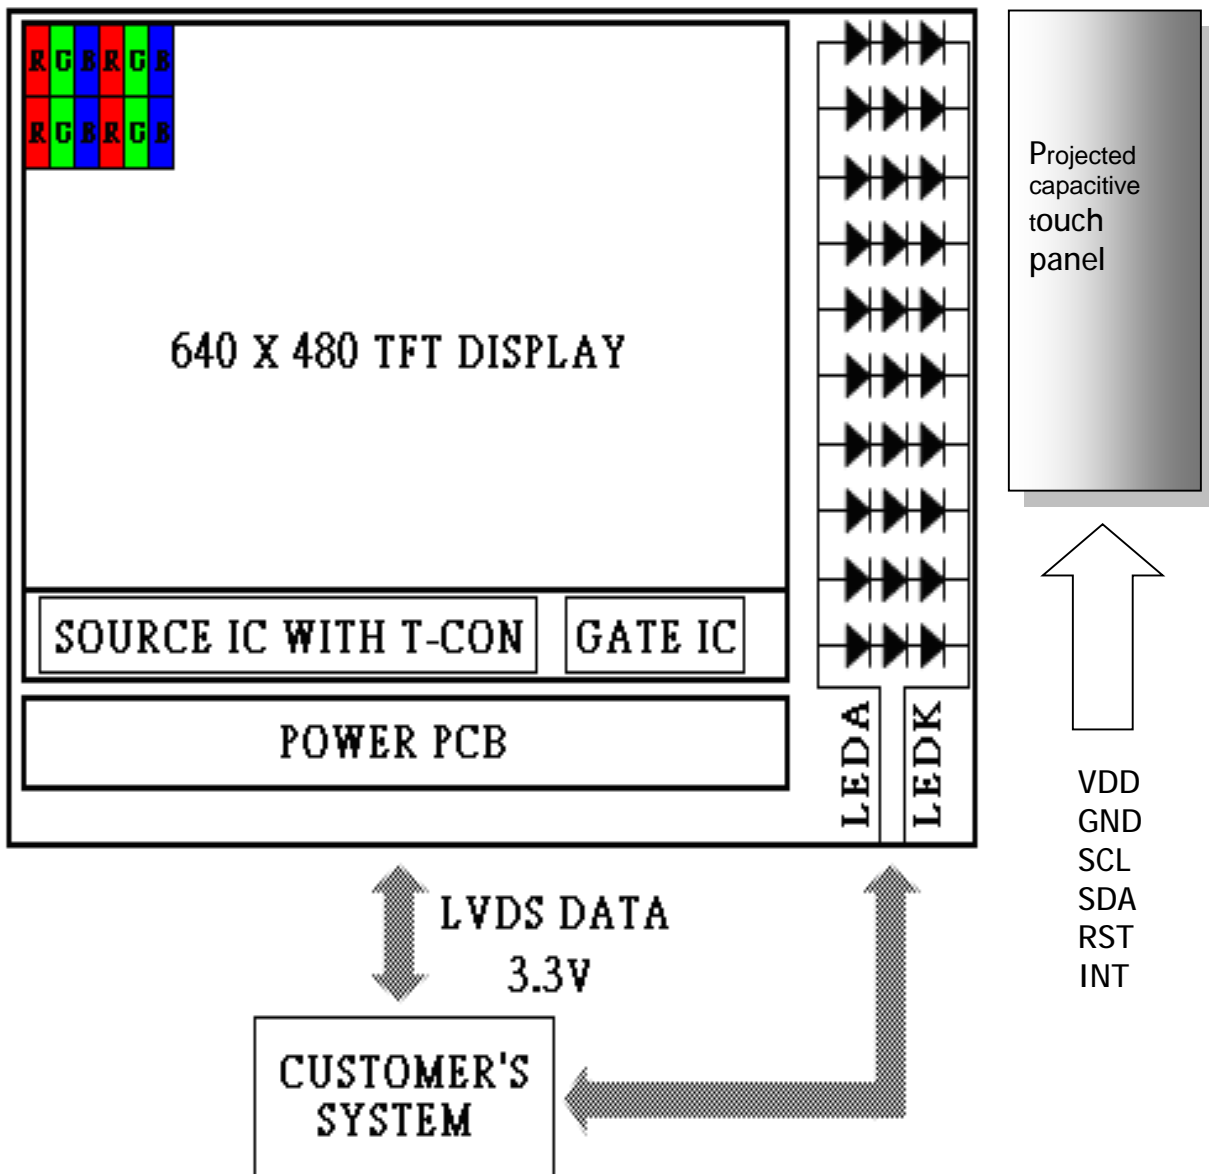 R G B R G B
R G B R G B
640 X 480 TFT DISPLAY
SOURCE IC WITH T-CON
GATE IC
POWER PCB
LEDA
LEDK
Projected
capacitive
touch
panel
VDD
GND
SCL
SDA
RST
INT
LVDS DATA
3.3V
CUSTOMER'S
SYSTEM